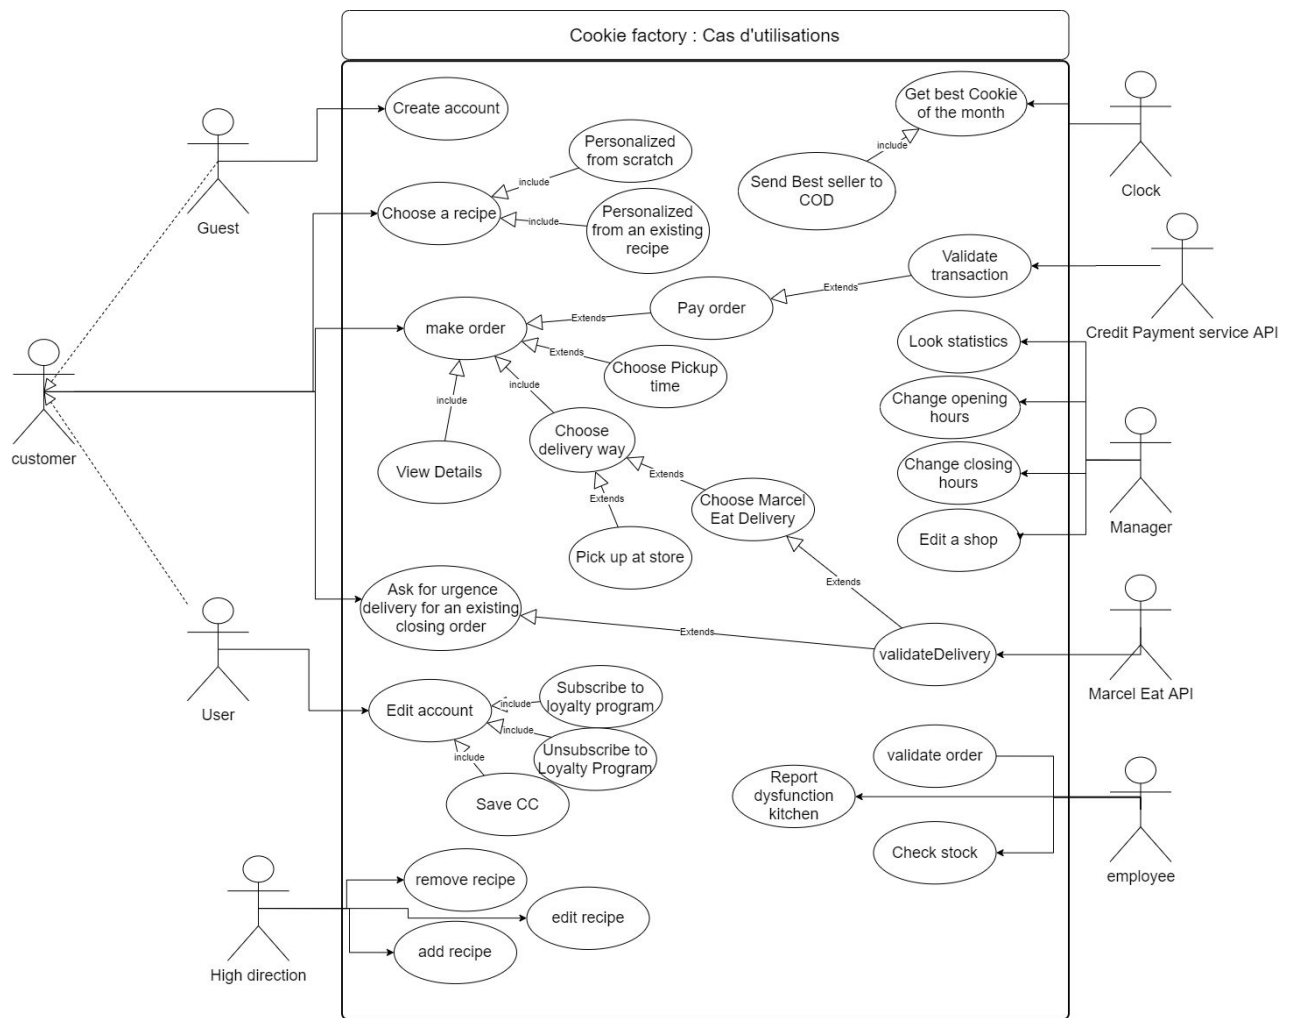 Cookie factory : Cas d'utilisations
Create account
Get best Cookie
of the month
Personalized
from scratch
include
include
Send Best seller to
COD
Clock
Guest
Choose a recipe
include
Personalized
from an existing
recipe
Validate
transaction
Credit Payment service API
Extends
Pay order
Extends
make order
Extends
Choose Pickup
time
Look statistics
include
include
Change opening
hours
customer
Choose
delivery way
View Details
Extends
Extends
Choose Marcel
Eat Delivery
Change closing
hours
Manager
Pick up at store
Edit a shop
Ask for urgence
delivery for an existing
closing order
Extends
Extends
validateDelivery
Marcel Eat API
User
Edit account
include
Subscribe to
loyalty program
include
Unsubscribe to
Loyalty Program
include
Save CC
validate order
Report
dysfunction
kitchen
Check stock
employee
remove recipe
edit recipe
add recipe
High direction